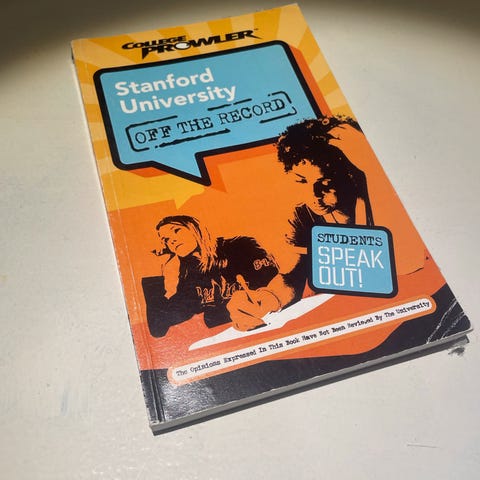 COLLEGE
PROWLER™
Stanford
University
OFF THE RECORD
STUDENTS
SPEAK
OUT!
The Opinions Expressed In This Book Have Not Been Reviewed By The University